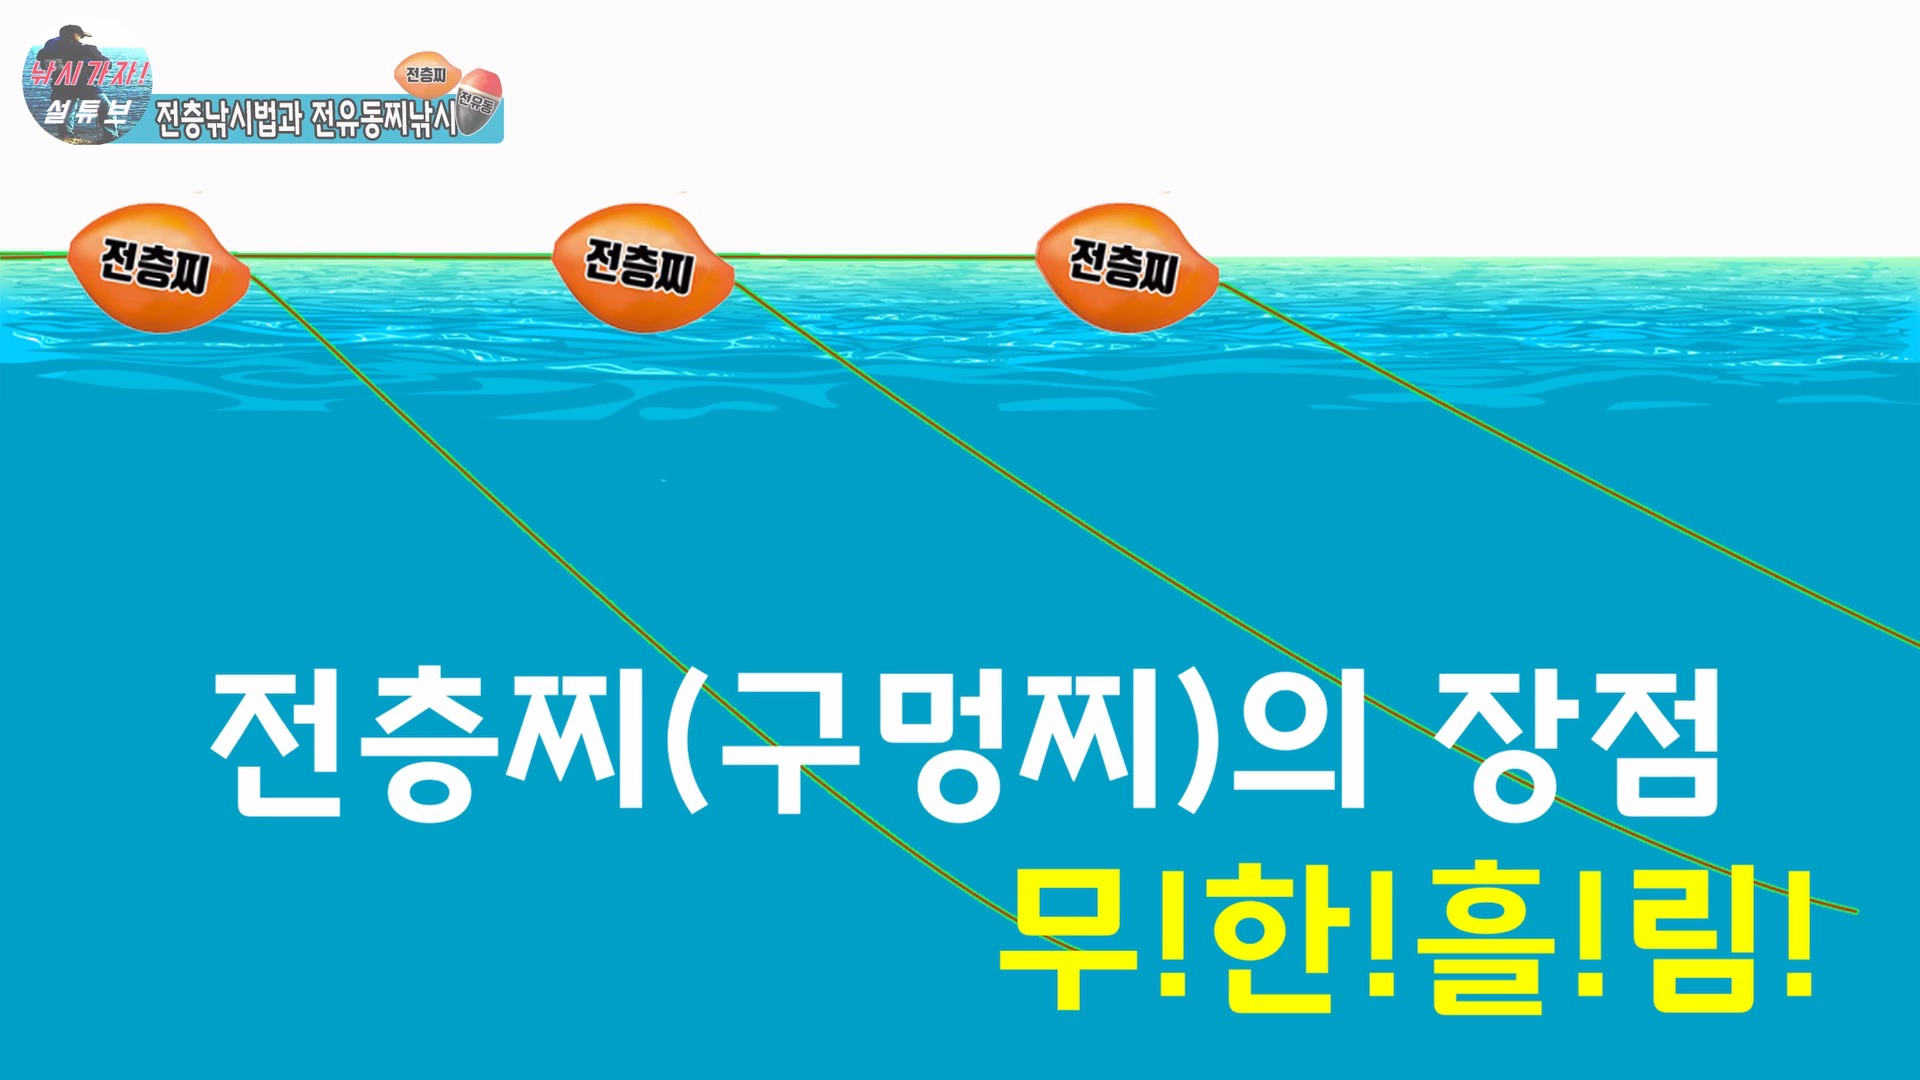 낚시가자!
설튜브
전층찌
전유동
전층낚시법과 전유동찌낚시
전층찌
전층찌
전층찌
전층찌(구멍찌)의 장점
무!한!흘!림!